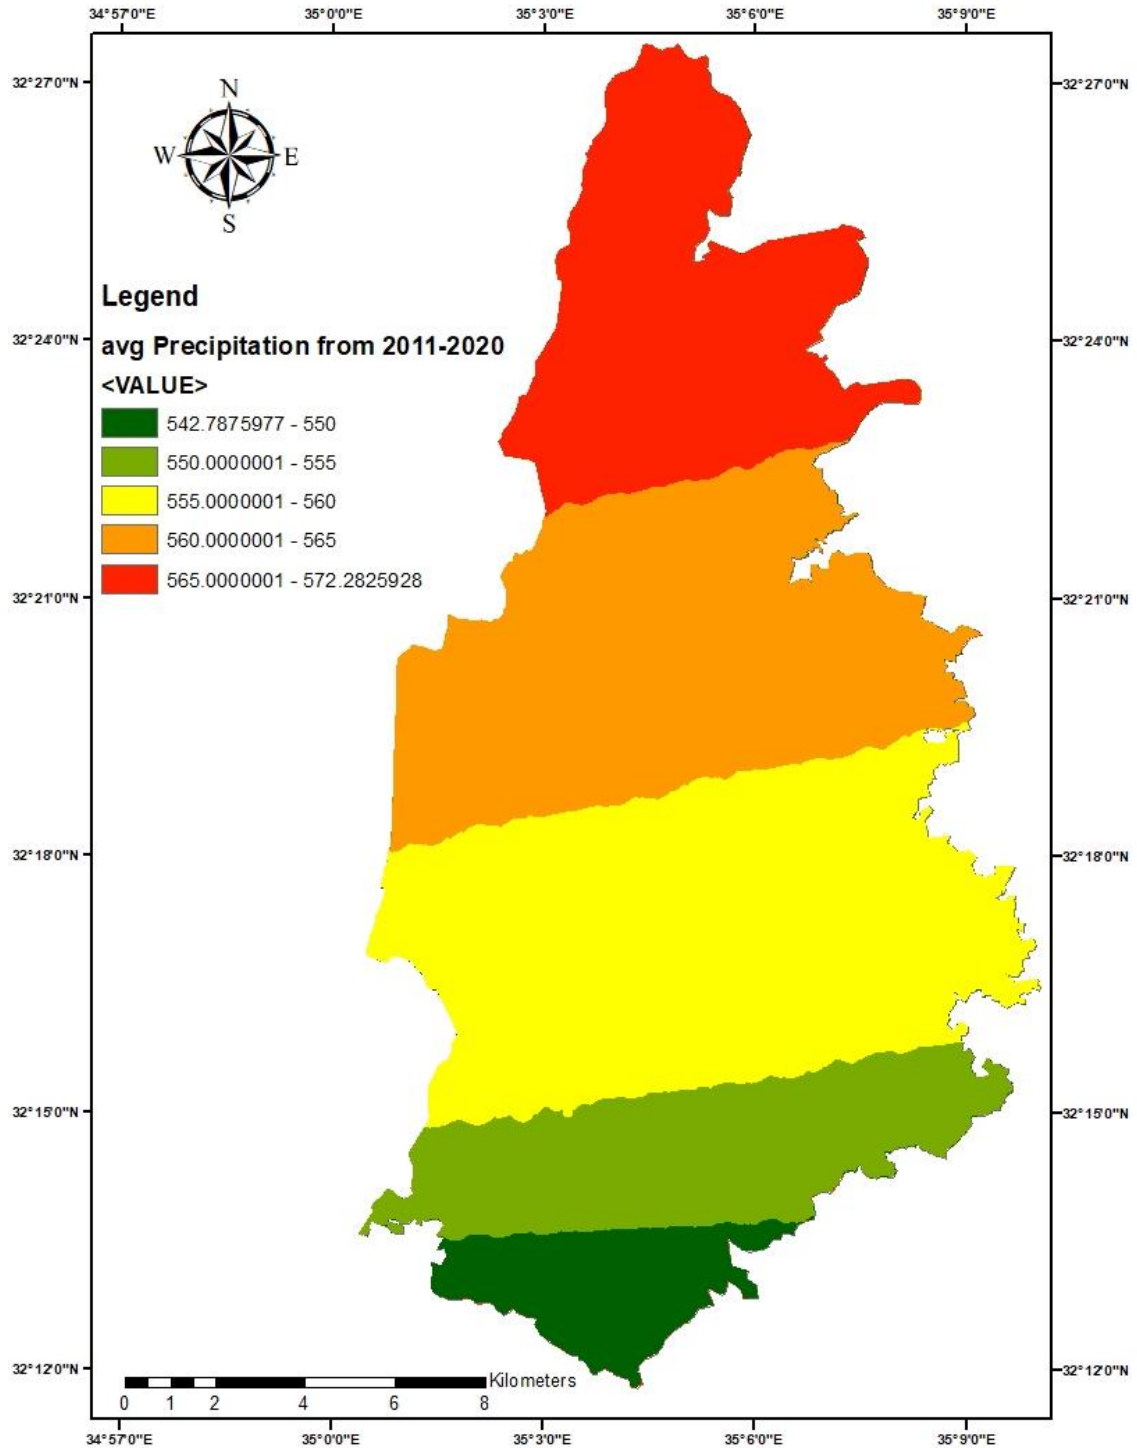 34°57'0"E 35°0'0"E 35°3'0"E 35°6'0"E 35°9'0"E
32°27'0"N 32°27'0"N
N
W E
S
Legend
avg Precipitation from 2011-2020
<VALUE>
542.7875977 - 550
550.0000001 - 555
555.0000001 - 560
560.0000001 - 565
565.0000001 - 572.2825928
32°24'0"N 32°24'0"N
32°21'0"N 32°21'0"N
32°18'0"N 32°18'0"N
32°15'0"N 32°15'0"N
32°12'0"N 32°12'0"N
Kilometers
0 1 2 4 6 8
34°57'0"E 35°0'0"E 35°3'0"E 35°6'0"E 35°9'0"E